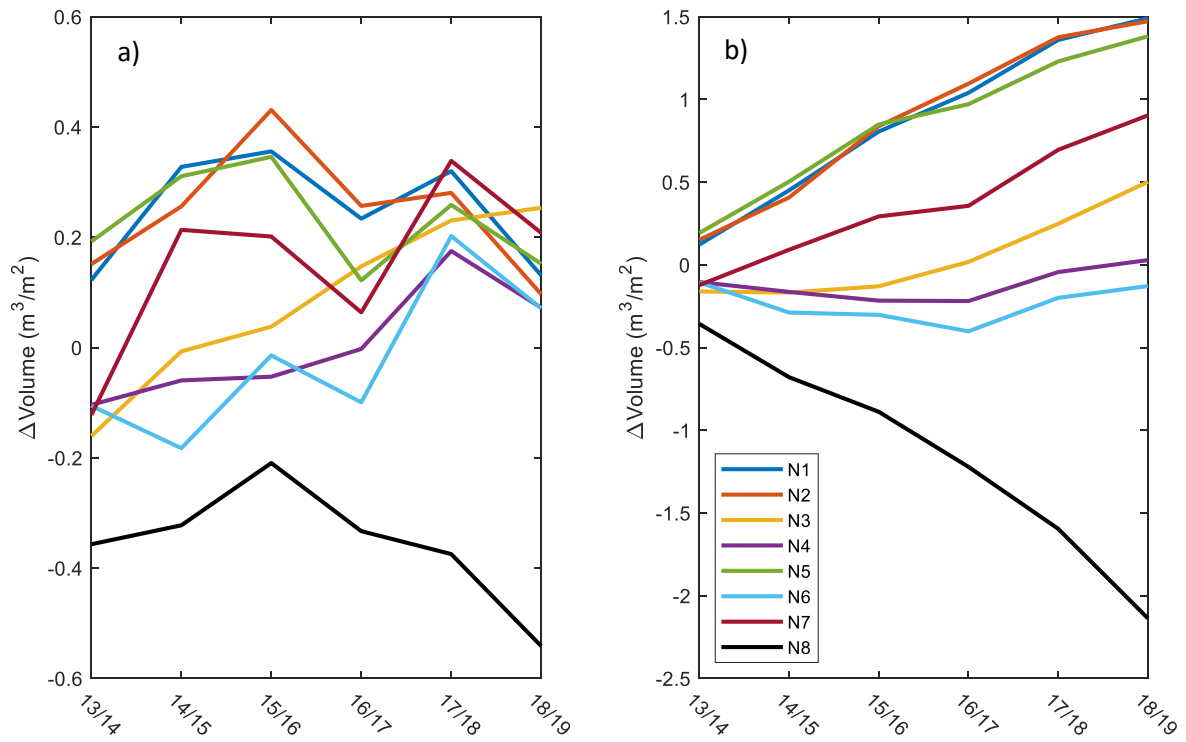 a)
0.6
0.4
0.2
0
-0.2
-0.4
-0.6
Δ Volume (m³/m²)
13/14
14/15
15/16
16/17
17/18
18/19
b)
1.5
1
0.5
0
-0.5
-1
-1.5
-2
-2.5
Δ Volume (m³/m²)
N1
N2
N3
N4
N5
N6
N7
N8
13/14
14/15
15/16
16/17
17/18
18/19